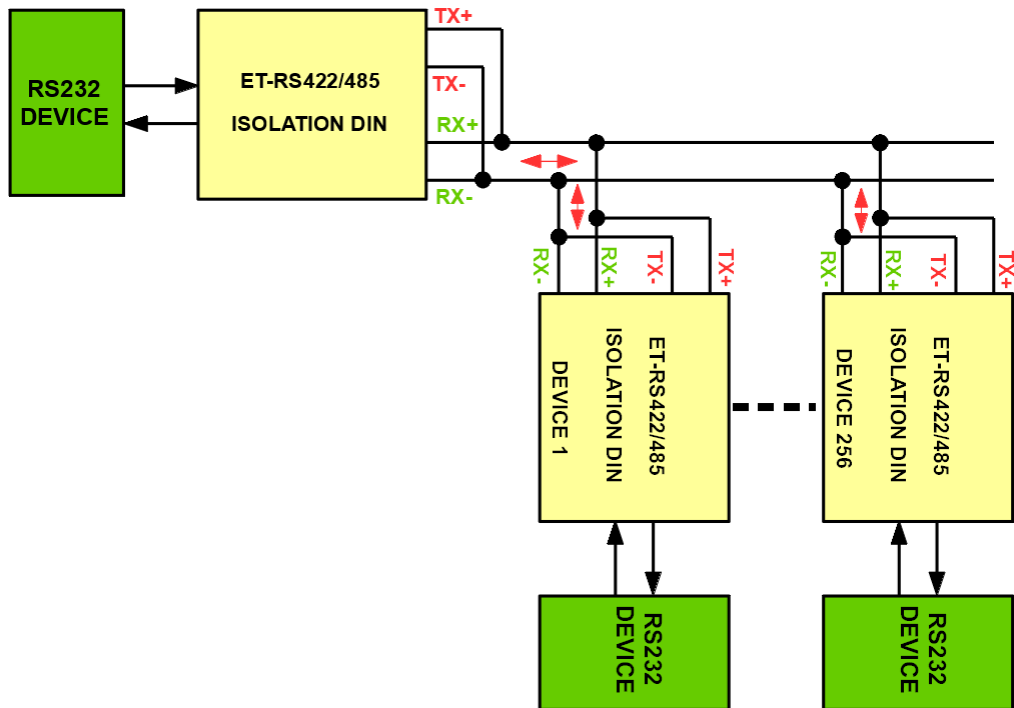 RS232
DEVICE
ET-RS422/485
ISOLATION DIN
TX+
TX-
RX+
RX-
RX-
RX+
TX-
TX+
RX-
RX+
TX-
TX+
ET-RS422/485
ISOLATION DIN
DEVICE 1
ET-RS422/485
ISOLATION DIN
DEVICE 256
RS232
DEVICE
RS232
DEVICE